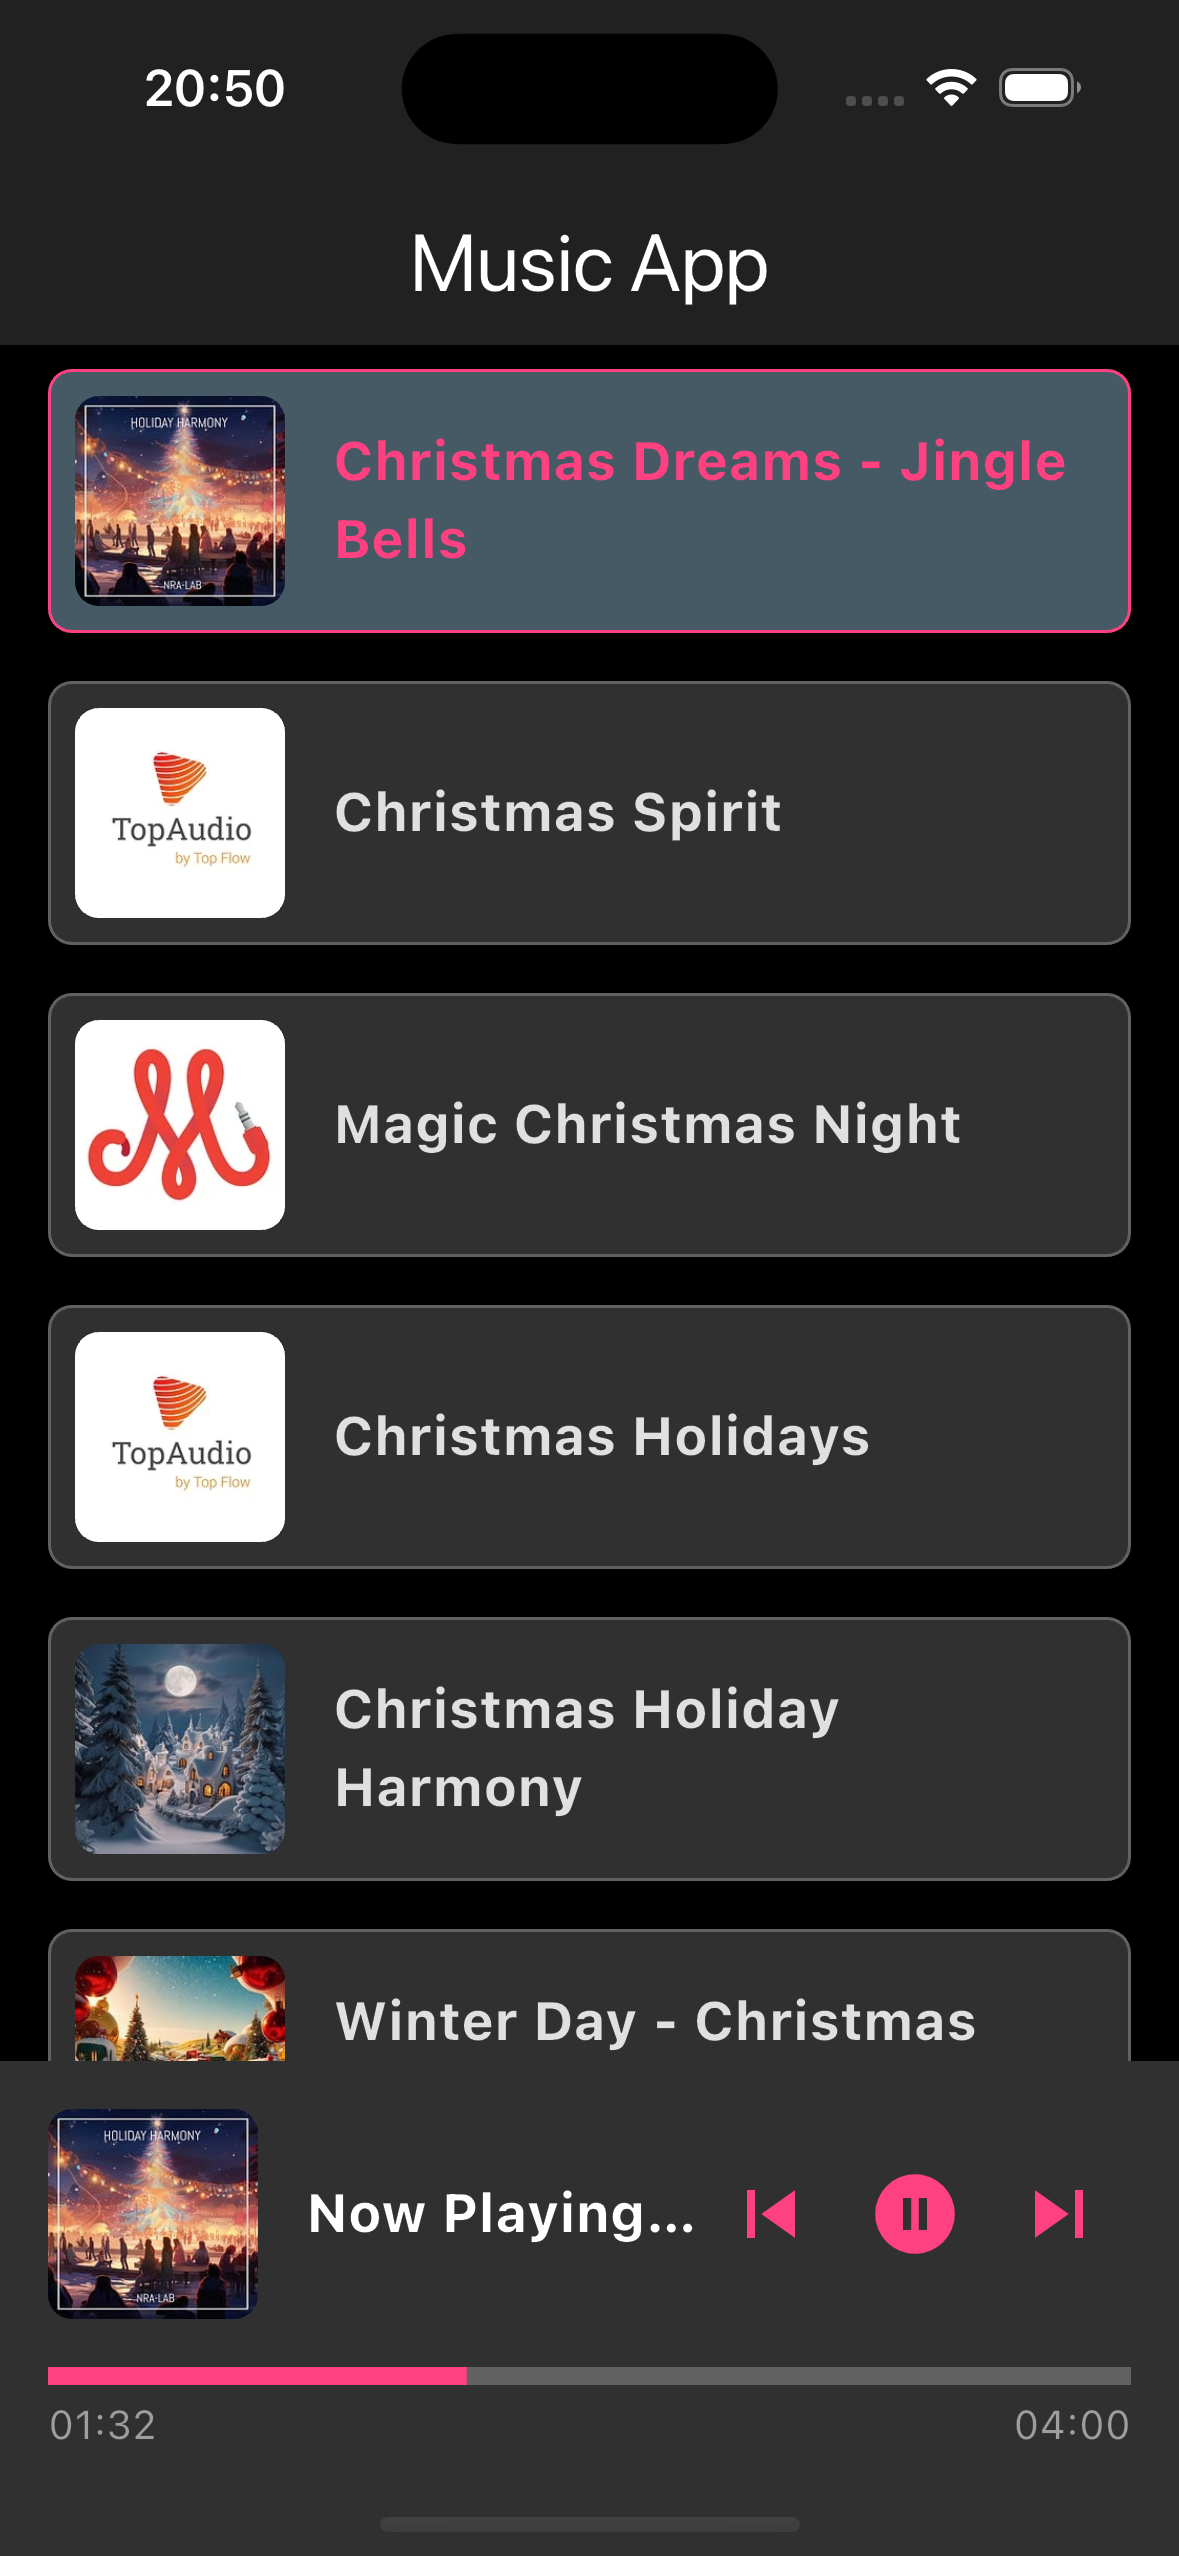 20:50
Music App
HOLIDAY HARMONY
NRA-LAB
Christmas Dreams - Jingle
Bells
TopAudio
by Top Flow
Christmas Spirit
Magic Christmas Night
TopAudio
by Top Flow
Christmas Holidays
Christmas Holiday
Harmony
Winter Day - Christmas
HOLIDAY HARMONY
NRA-LAB
Now Playing...
01:32
04:00